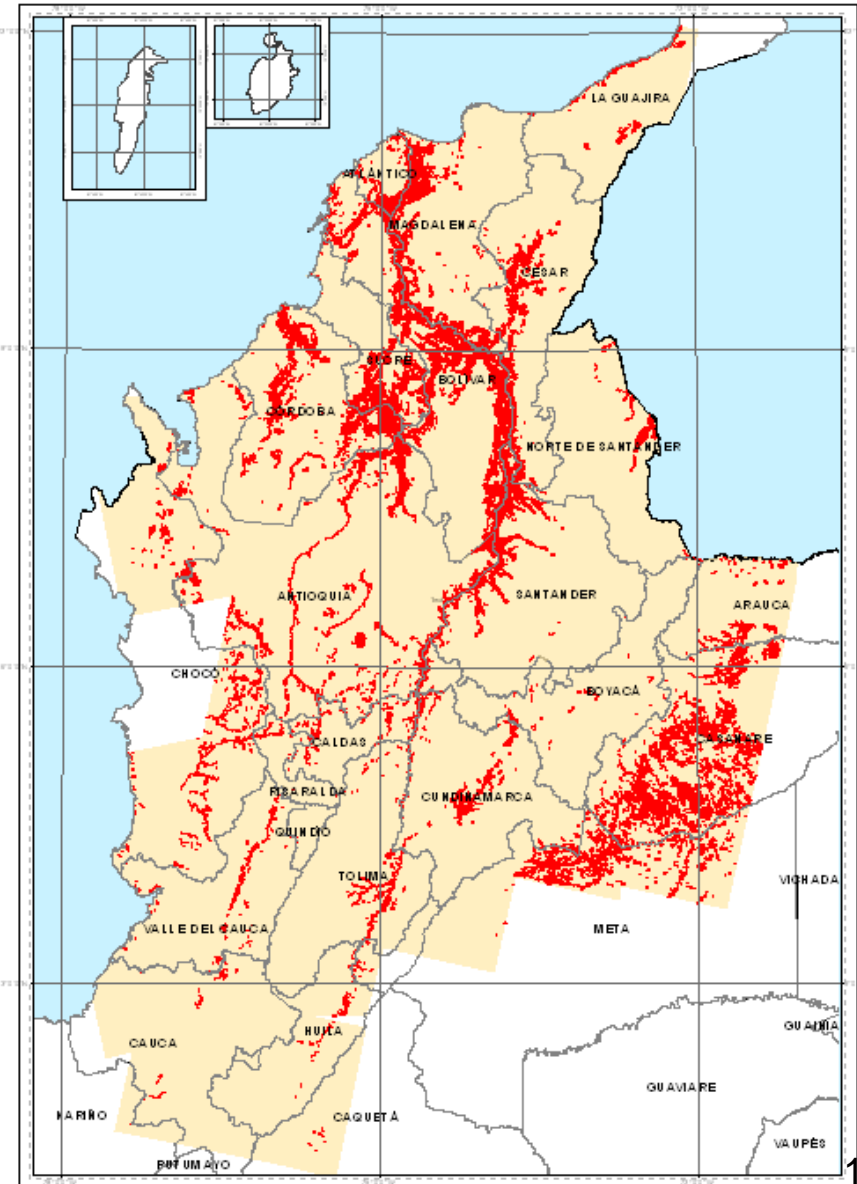 LA GUAJIRA
ATLÁNTICO
MAGDALENA
CESAR
SUCRE
BOLÍVAR
CÓRDOBA
NORTE DE SANTANDER
ANTIOQUIA
SANTANDER
ARAUCA
CHOCÓ
BOYACÁ
CASANARE
CALDAS
RISARALDA
CUNDINAMARCA
QUINDÍO
TOLIMA
VICHADA
VALLE DEL CAUCA
META
HUILA
GUAINIA
CAUCA
GUAVIARE
NARIÑO
CAQUETÁ
VAUPÉS
PUTUMAYO
1